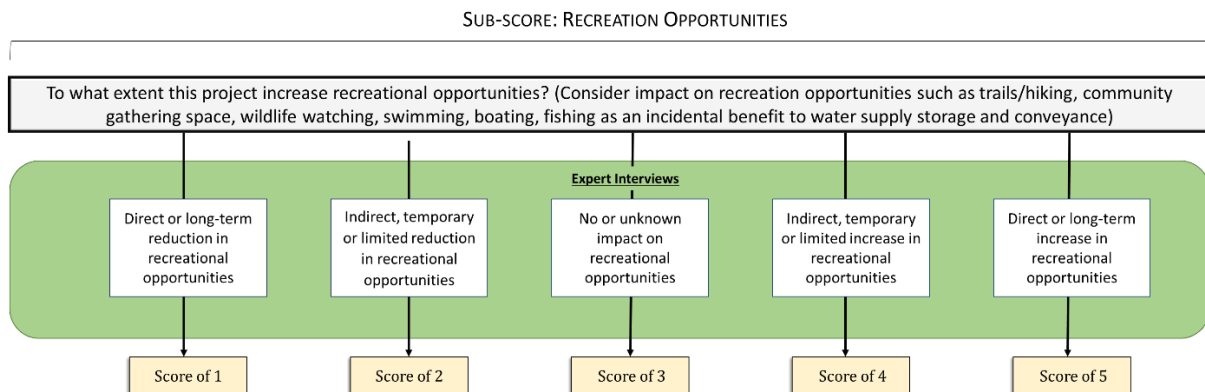 SUB-SCORE: RECREATION OPPORTUNITIES
To what extent this project increase recreational opportunities? (Consider impact on recreation opportunities such as trails/hiking, community
gathering space, wildlife watching, swimming, boating, fishing as an incidental benefit to water supply storage and conveyance)
Expert Interviews
Direct or long-term
reduction in
recreational
opportunities
Indirect, temporary
or limited reduction
in recreational
opportunities
No or unknown
impact on
recreational
opportunities
Indirect, temporary
or limited increase in
recreational
opportunities
Direct or long-term
increase in
recreational
opportunities
Score of 1
Score of 2
Score of 3
Score of 4
Score of 5